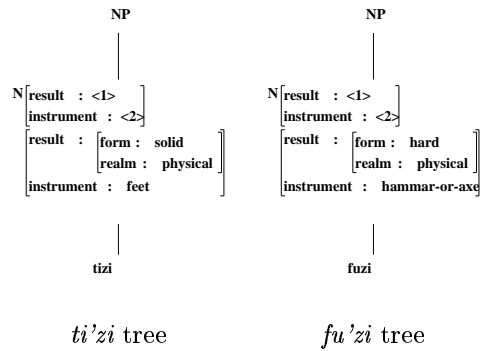 NP NP
N result : <1> N result : <1>
instrument : <2> instrument : <2>
result : form : solid result : form : hard
realm : physical realm : physical
instrument : feet instrument : hammar-or-axe
tizi fuzi
ti'zi tree fu'zi tree